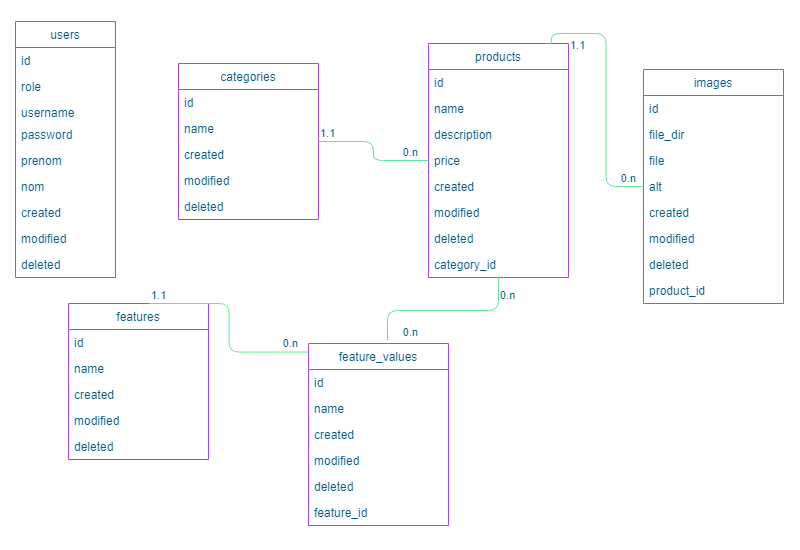 users
id
role
username
password
prenom
nom
created
modified
deleted
categories
id
name
created
modified
deleted
1.1
0.n
products
id
name
description
price
created
modified
deleted
category_id
1.1
0.n
images
id
file_dir
file
alt
created
modified
deleted
product_id
1.1
0.n
features
id
name
created
modified
deleted
0.n
0.n
feature_values
id
name
created
modified
deleted
feature_id